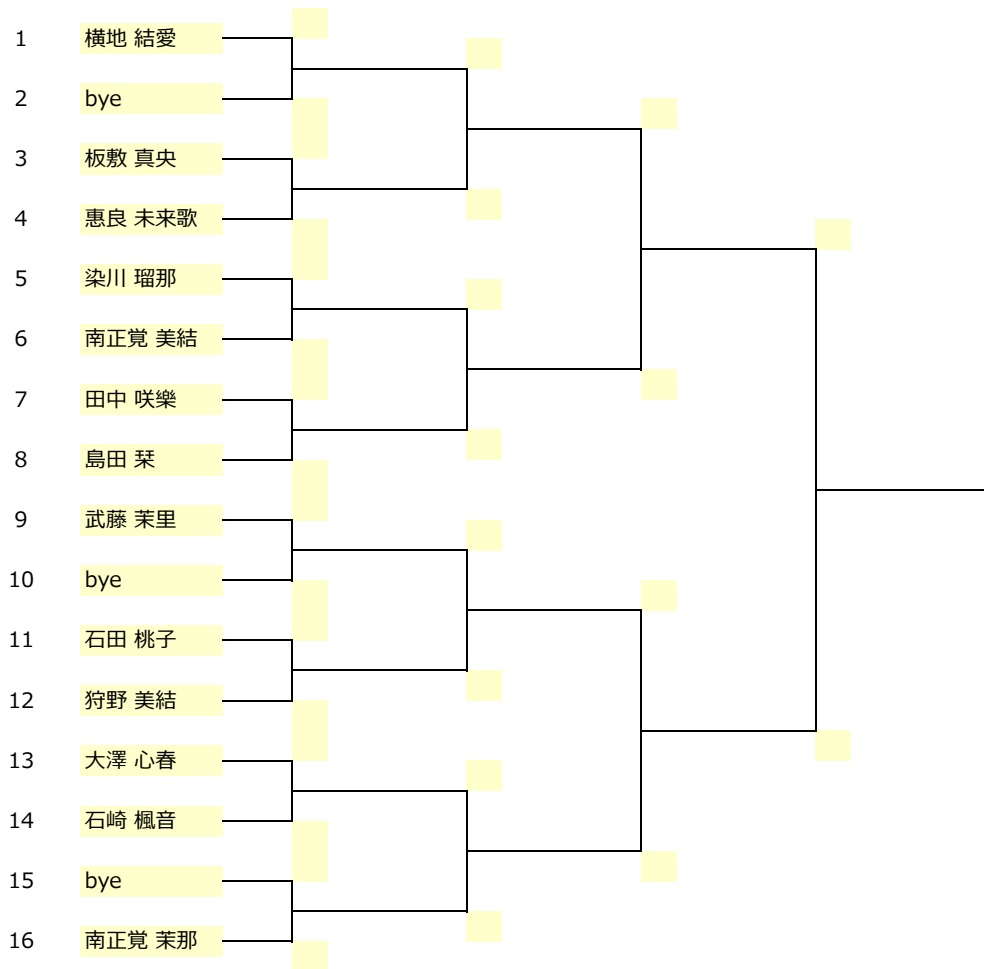 1 横地 結愛
2 bye
3 板敷 真央
4 惠良 未来歌
5 染川 瑠那
6 南正覚 美結
7 田中 咲樂
8 島田 栞
9 武藤 茉里
10 bye
11 石田 桃子
12 狩野 美結
13 大澤 心春
14 石崎 楓音
15 bye
16 南正覚 茉那